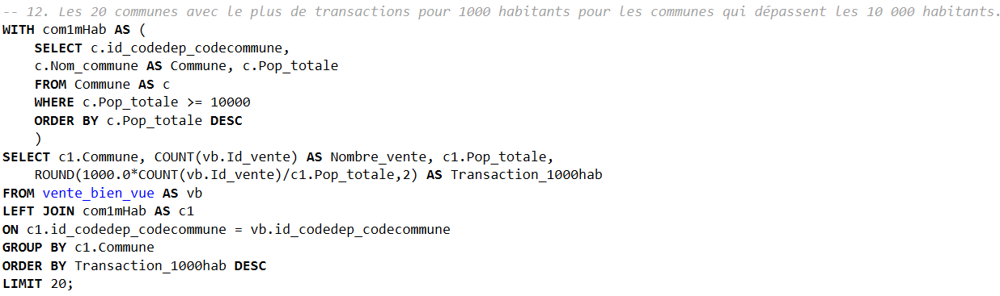 -- 12. Les 20 communes avec le plus de transactions pour 1000 habitants pour les communes qui dépassent les 10 000 habitants.
WITH com1mHab AS (
    SELECT c.id_codedep_codecommune,
    c.Nom_commune AS Commune, c.Pop_totale
    FROM Commune AS c
    WHERE c.Pop_totale >= 10000
    ORDER BY c.Pop_totale DESC
    )
SELECT c1.Commune, COUNT(vb.Id_vente) AS Nombre_vente, c1.Pop_totale,
    ROUND(1000.0*COUNT(vb.Id_vente)/c1.Pop_totale,2) AS Transaction_1000hab
FROM vente_bien_vue AS vb
LEFT JOIN com1mHab AS c1
ON c1.id_codedep_codecommune = vb.id_codedep_codecommune
GROUP BY c1.Commune
ORDER BY Transaction_1000hab DESC
LIMIT 20;